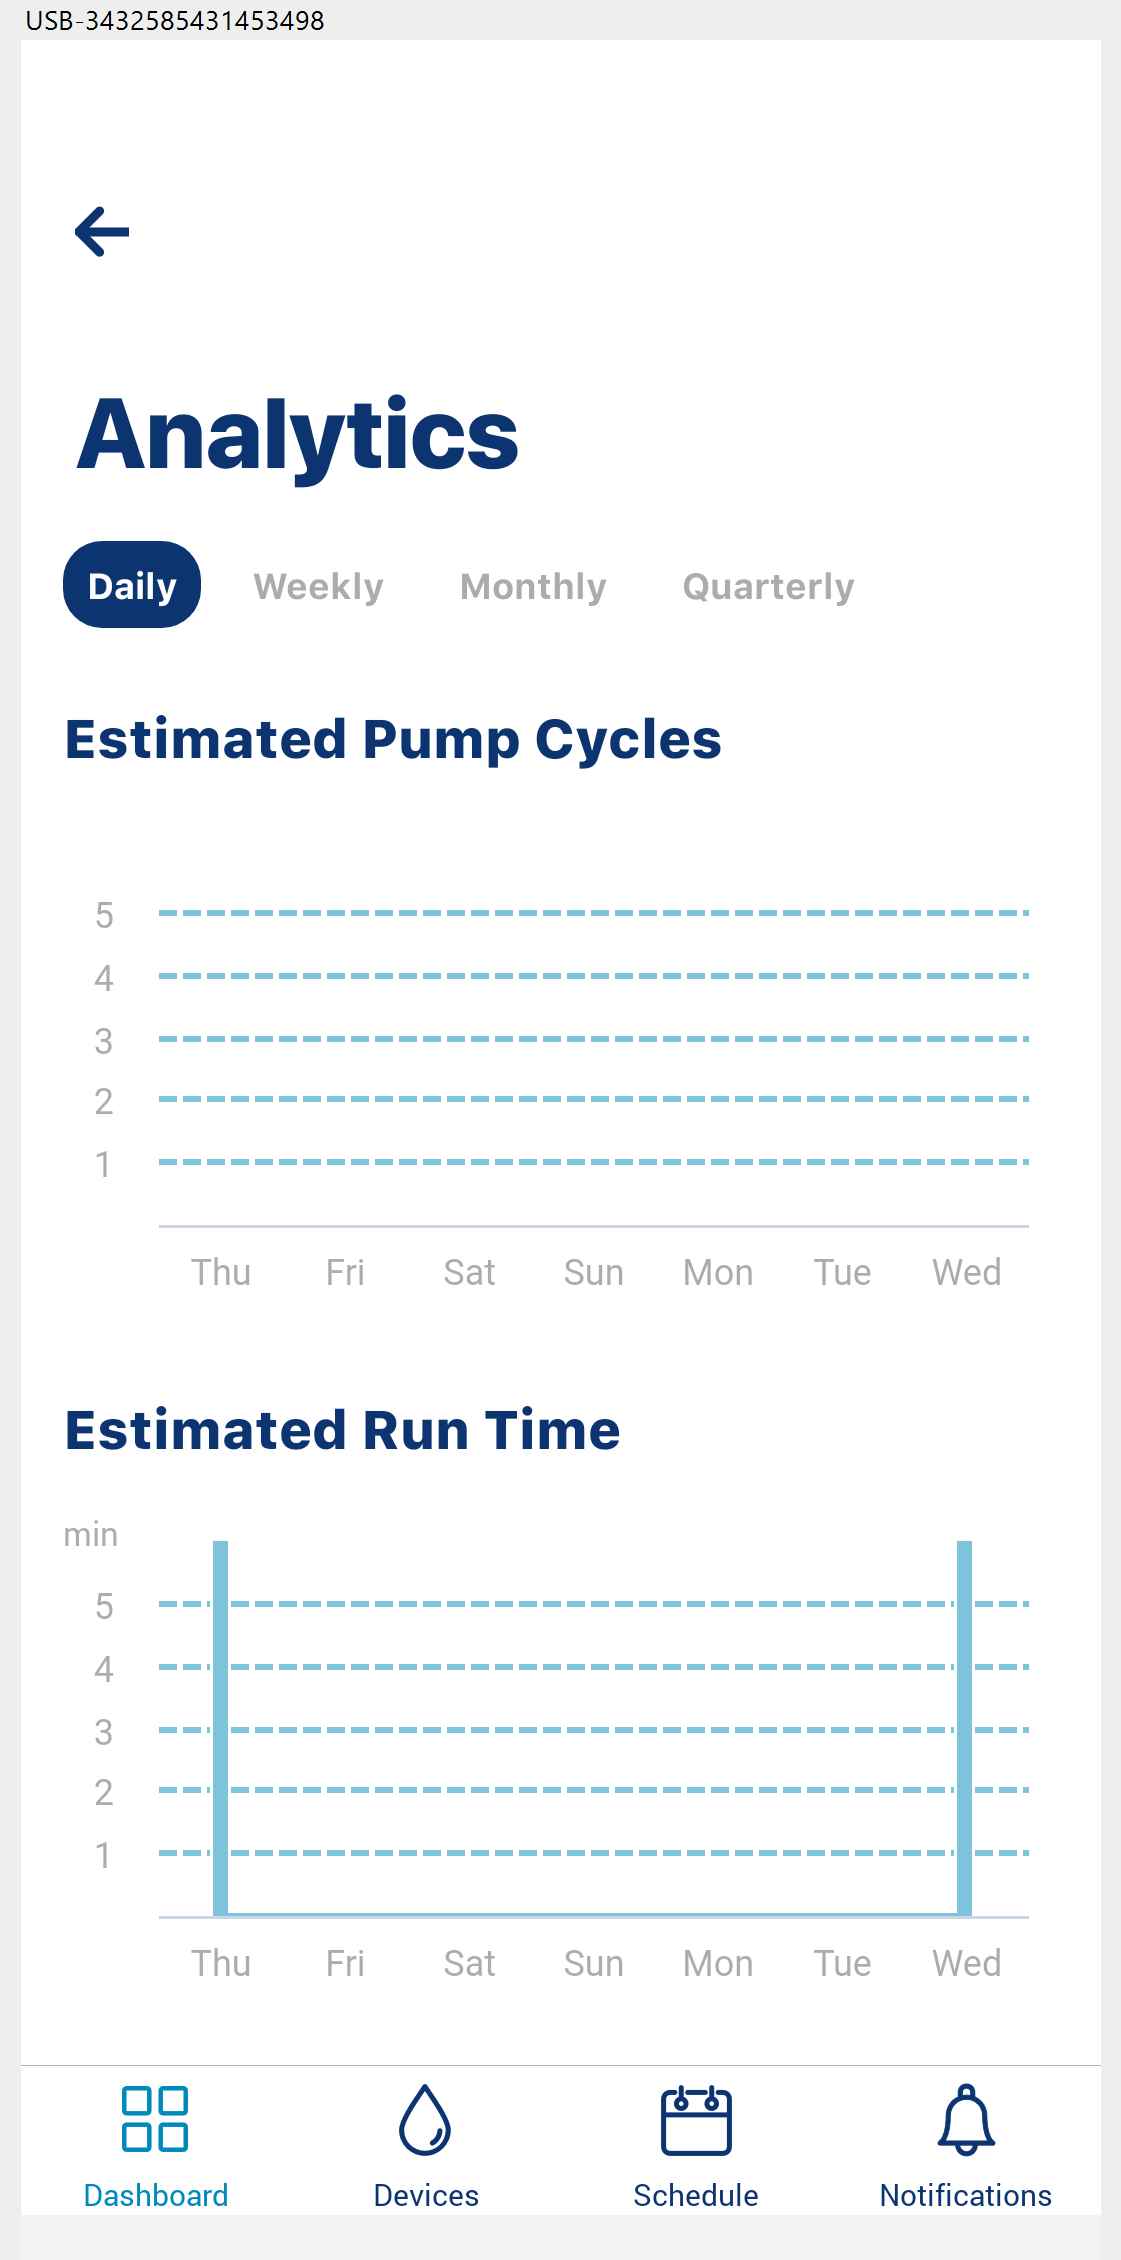 USB-3432585431453498
Analytics
Daily Weekly Monthly Quarterly
Estimated Pump Cycles
5
4
3
2
1
Thu Fri Sat Sun Mon Tue Wed
Estimated Run Time
min
5
4
3
2
1
Thu Fri Sat Sun Mon Tue Wed
Dashboard Devices Schedule Notifications